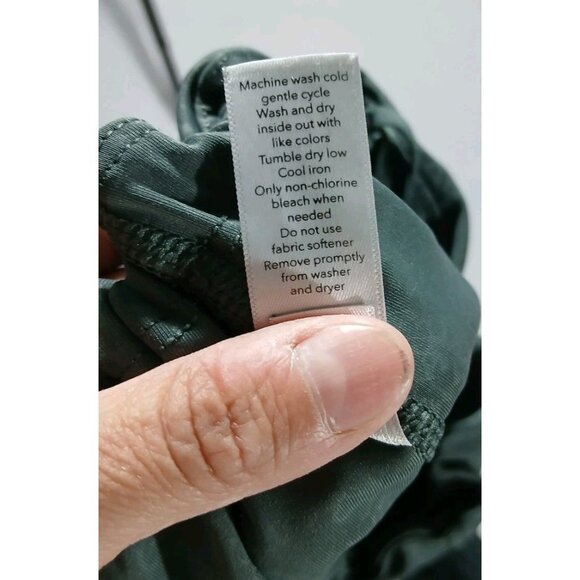 Machine wash cold
gentle cycle
Wash and dry
inside out with
like colors
Tumble dry low
Cool iron
Only non-chlorine
bleach when
needed
Do not use
fabric softener
Remove promptly
from washer
and dryer